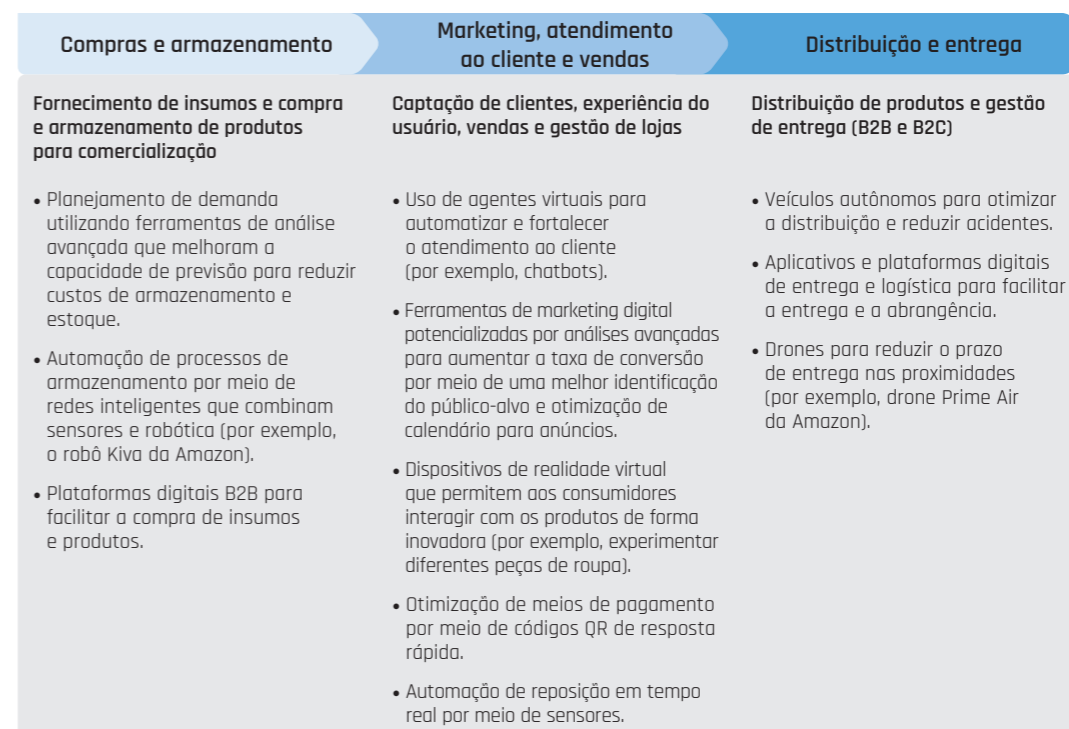 Compras e armazenamento
Fornecimento de insumos e compra
e armazenamento de produtos
para comercialização
• Planejamento de demanda
utilizando ferramentas de análise
avançada que melhoram a
capacidade de previsão para reduzir
custos de armazenamento e
estoque.
• Automação de processos de
armazenamento por meio de
redes inteligentes que combinam
sensores e robótica (por exemplo,
o robô Kiva da Amazon).
• Plataformas digitais B2B para
facilitar a compra de insumos
e produtos.
Marketing, atendimento
ao cliente e vendas
Captação de clientes, experiência do
usuário, vendas e gestão de lojas
• Uso de agentes virtuais para
automatizar e fortalecer
o atendimento ao cliente
(por exemplo, chatbots).
• Ferramentas de marketing digital
potencializadas por análises avançadas
para aumentar a taxa de conversão
por meio de uma melhor identificação
do público-alvo e otimização de
calendário para anúncios.
• Dispositivos de realidade virtual
que permitem aos consumidores
interagir com os produtos de forma
inovadora (por exemplo, experimentar
diferentes peças de roupa).
• Otimização de meios de pagamento
por meio de códigos QR de resposta
rápida.
• Automação de reposição em tempo
real por meio de sensores.
Distribuição e entrega
Distribuição de produtos e gestão
de entrega (B2B e B2C)
• Veículos autônomos para otimizar
a distribuição e reduzir acidentes.
• Aplicativos e plataformas digitais
de entrega e logística para facilitar
a entrega e a abrangência.
• Drones para reduzir o prazo
de entrega nas proximidades
(por exemplo, drone Prime Air
da Amazon).